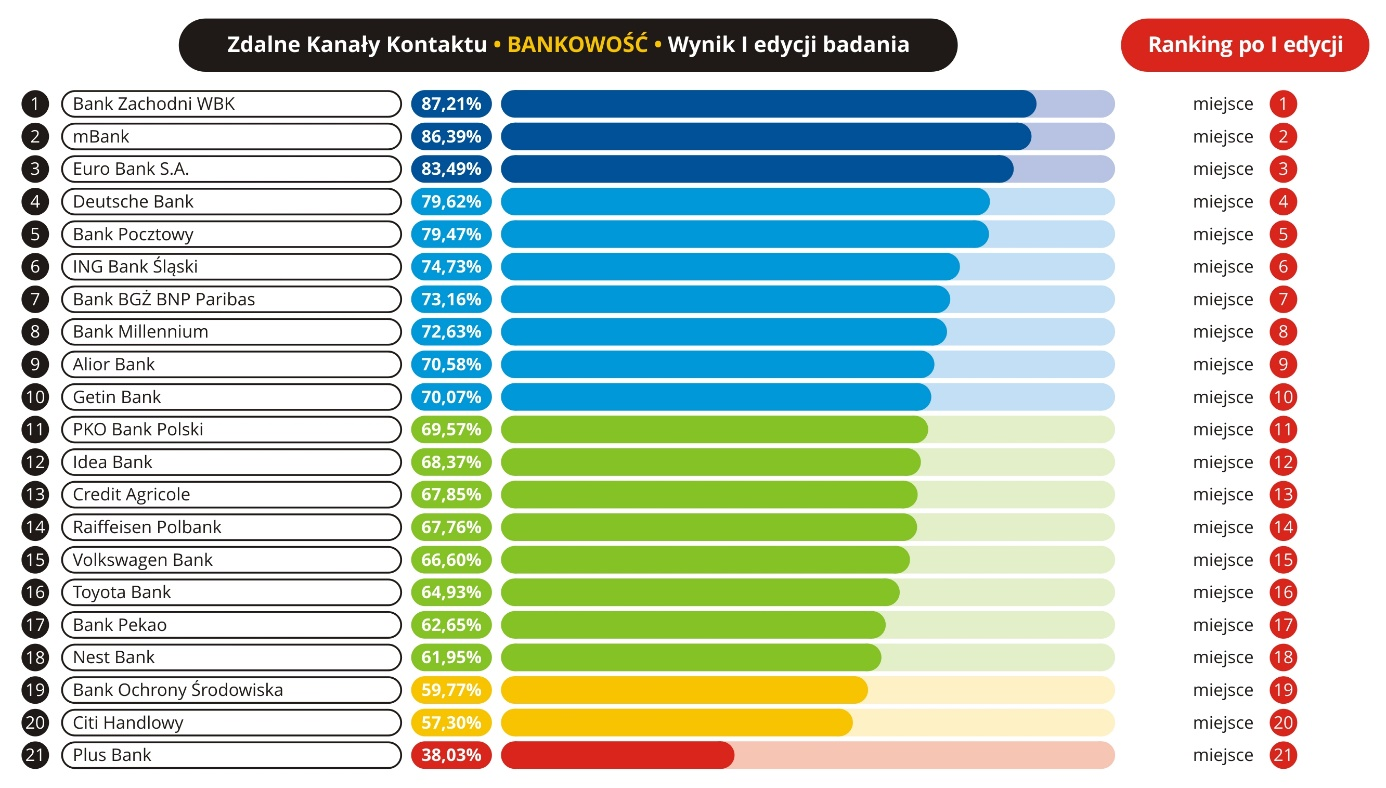 Zdalne Kanały Kontaktu • BANKOWOŚĆ • Wynik I edycji badania
Ranking po I edycji
1 Bank Zachodni WBK 87,21% miejsce 1
2 mBank 86,39% miejsce 2
3 Euro Bank S.A. 83,49% miejsce 3
4 Deutsche Bank 79,62% miejsce 4
5 Bank Pocztowy 79,47% miejsce 5
6 ING Bank Śląski 74,73% miejsce 6
7 Bank BGŻ BNP Paribas 73,16% miejsce 7
8 Bank Millennium 72,63% miejsce 8
9 Alior Bank 70,58% miejsce 9
10 Getin Bank 70,07% miejsce 10
11 PKO Bank Polski 69,57% miejsce 11
12 Idea Bank 68,37% miejsce 12
13 Credit Agricole 67,85% miejsce 13
14 Raiffeisen Polbank 67,76% miejsce 14
15 Volkswagen Bank 66,60% miejsce 15
16 Toyota Bank 64,93% miejsce 16
17 Bank Pekao 62,65% miejsce 17
18 Nest Bank 61,95% miejsce 18
19 Bank Ochrony Środowiska 59,77% miejsce 19
20 Citi Handlowy 57,30% miejsce 20
21 Plus Bank 38,03% miejsce 21